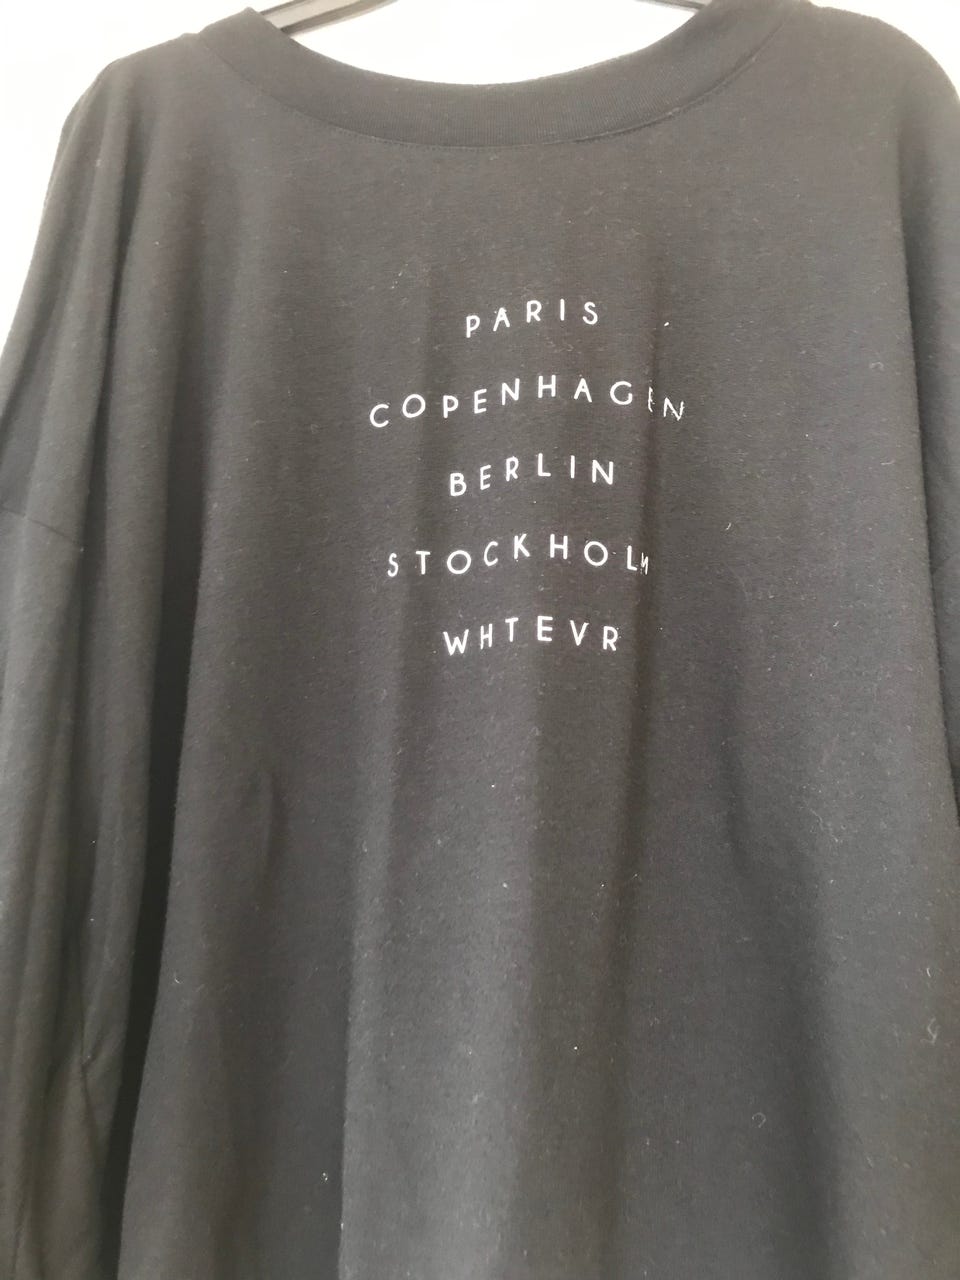 PARIS
COPENHAGEN
BERLIN
STOCKHOLM
WHTEVR